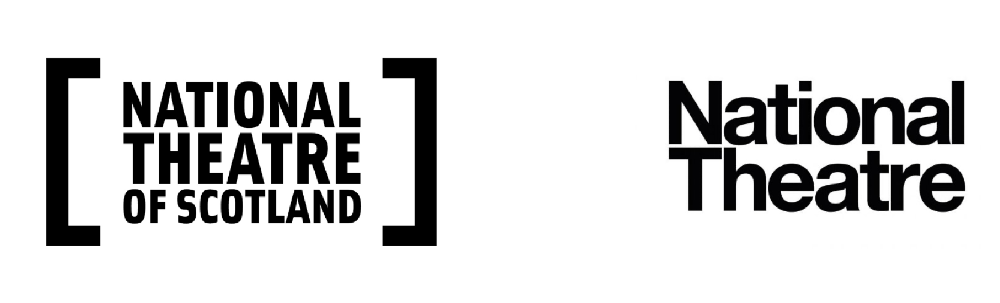 NATIONAL
THEATRE
OF SCOTLAND
National
Theatre